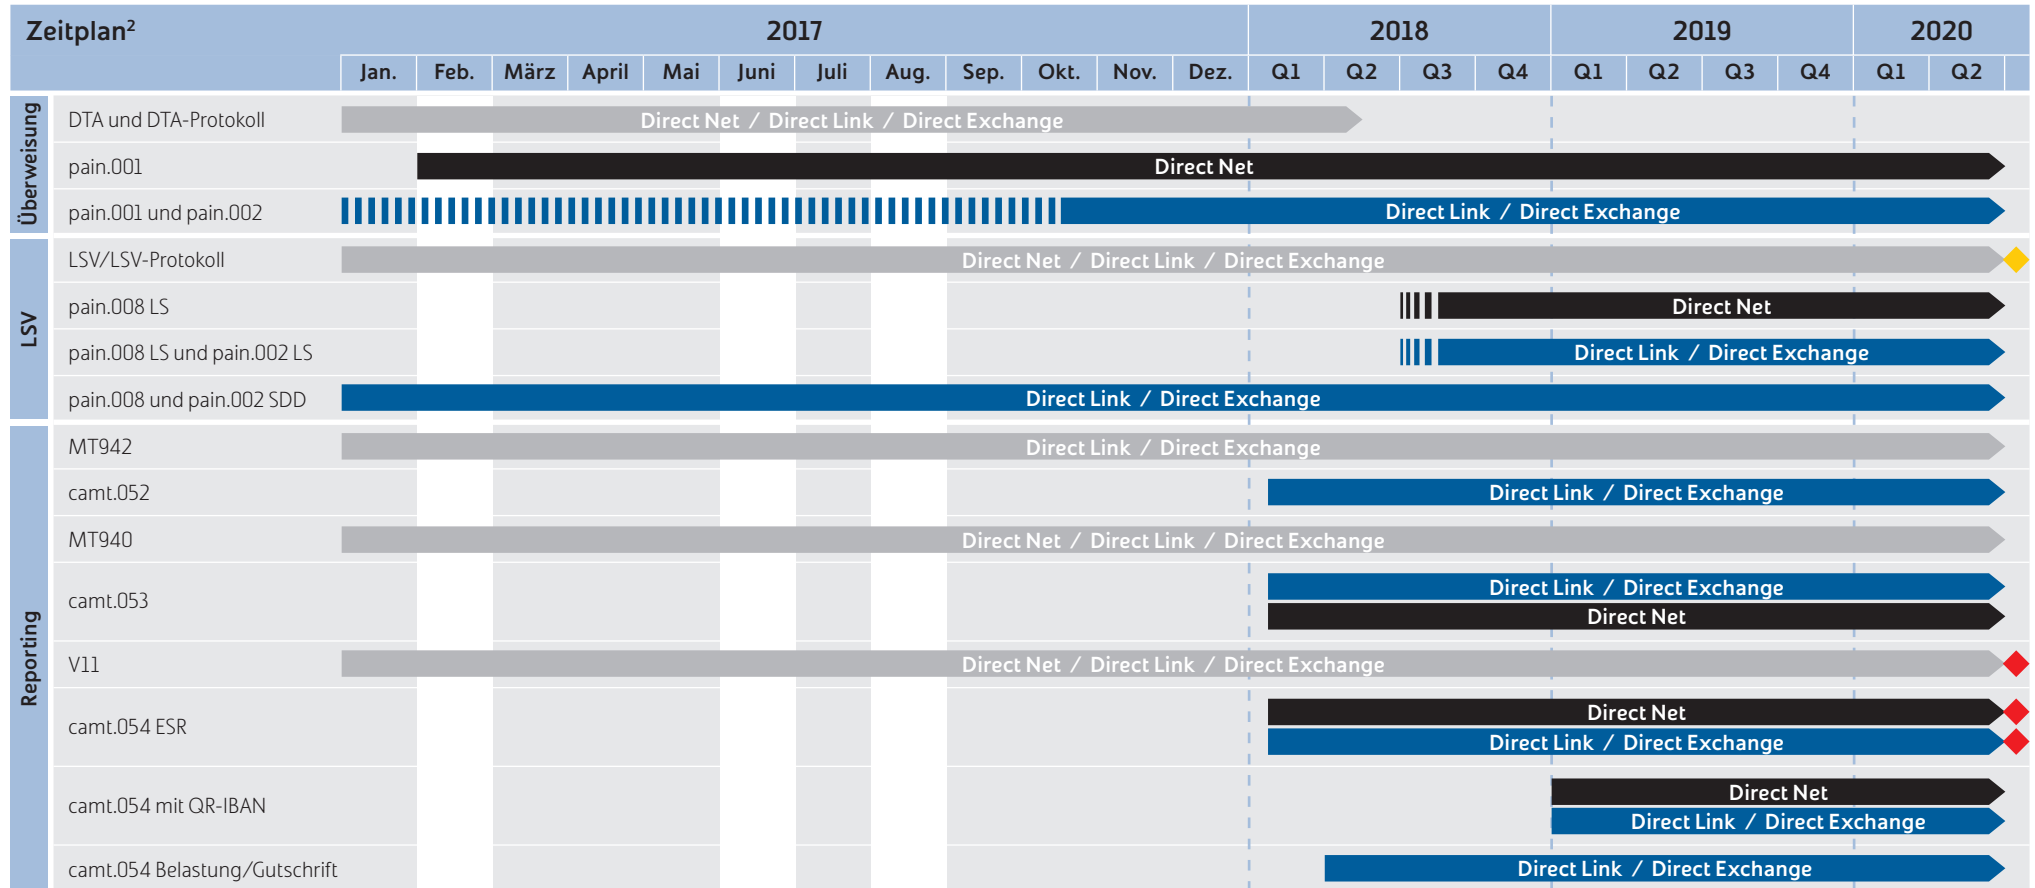 Zeitplan² 2017 2018 2019 2020
Jan. Feb. März April Mai Juni Juli Aug. Sep. Okt. Nov. Dez. Q1 Q2 Q3 Q4 Q1 Q2 Q3 Q4 Q1 Q2
Überweisung
DTA und DTA-Protokoll Direct Net / Direct Link / Direct Exchange
pain.001 Direct Net
pain.001 und pain.002 Direct Link / Direct Exchange
LSV
LSV/LSV-Protokoll Direct Net / Direct Link / Direct Exchange
pain.008 LS Direct Net
pain.008 LS und pain.002 LS Direct Link / Direct Exchange
pain.008 und pain.002 SDD Direct Link / Direct Exchange
Reporting
MT942 Direct Link / Direct Exchange
camt.052 Direct Link / Direct Exchange
MT940 Direct Net / Direct Link / Direct Exchange
camt.053 Direct Link / Direct Exchange
Direct Net
V11 Direct Net / Direct Link / Direct Exchange
camt.054 ESR Direct Net
Direct Link / Direct Exchange
camt.054 mit QR-IBAN Direct Net
Direct Link / Direct Exchange
camt.054 Belastung/Gutschrift Direct Link / Direct Exchange